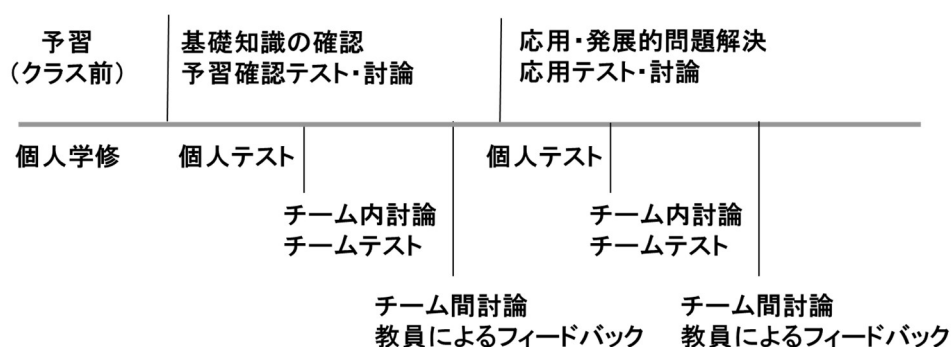 予習
（クラス前）
基礎知識の確認
予習確認テスト・討論
応用・発展的問題解決
応用テスト・討論
個人学修
個人テスト
チーム内討論
チームテスト
チーム間討論
教員によるフィードバック
個人テスト
チーム内討論
チームテスト
チーム間討論
教員によるフィードバック